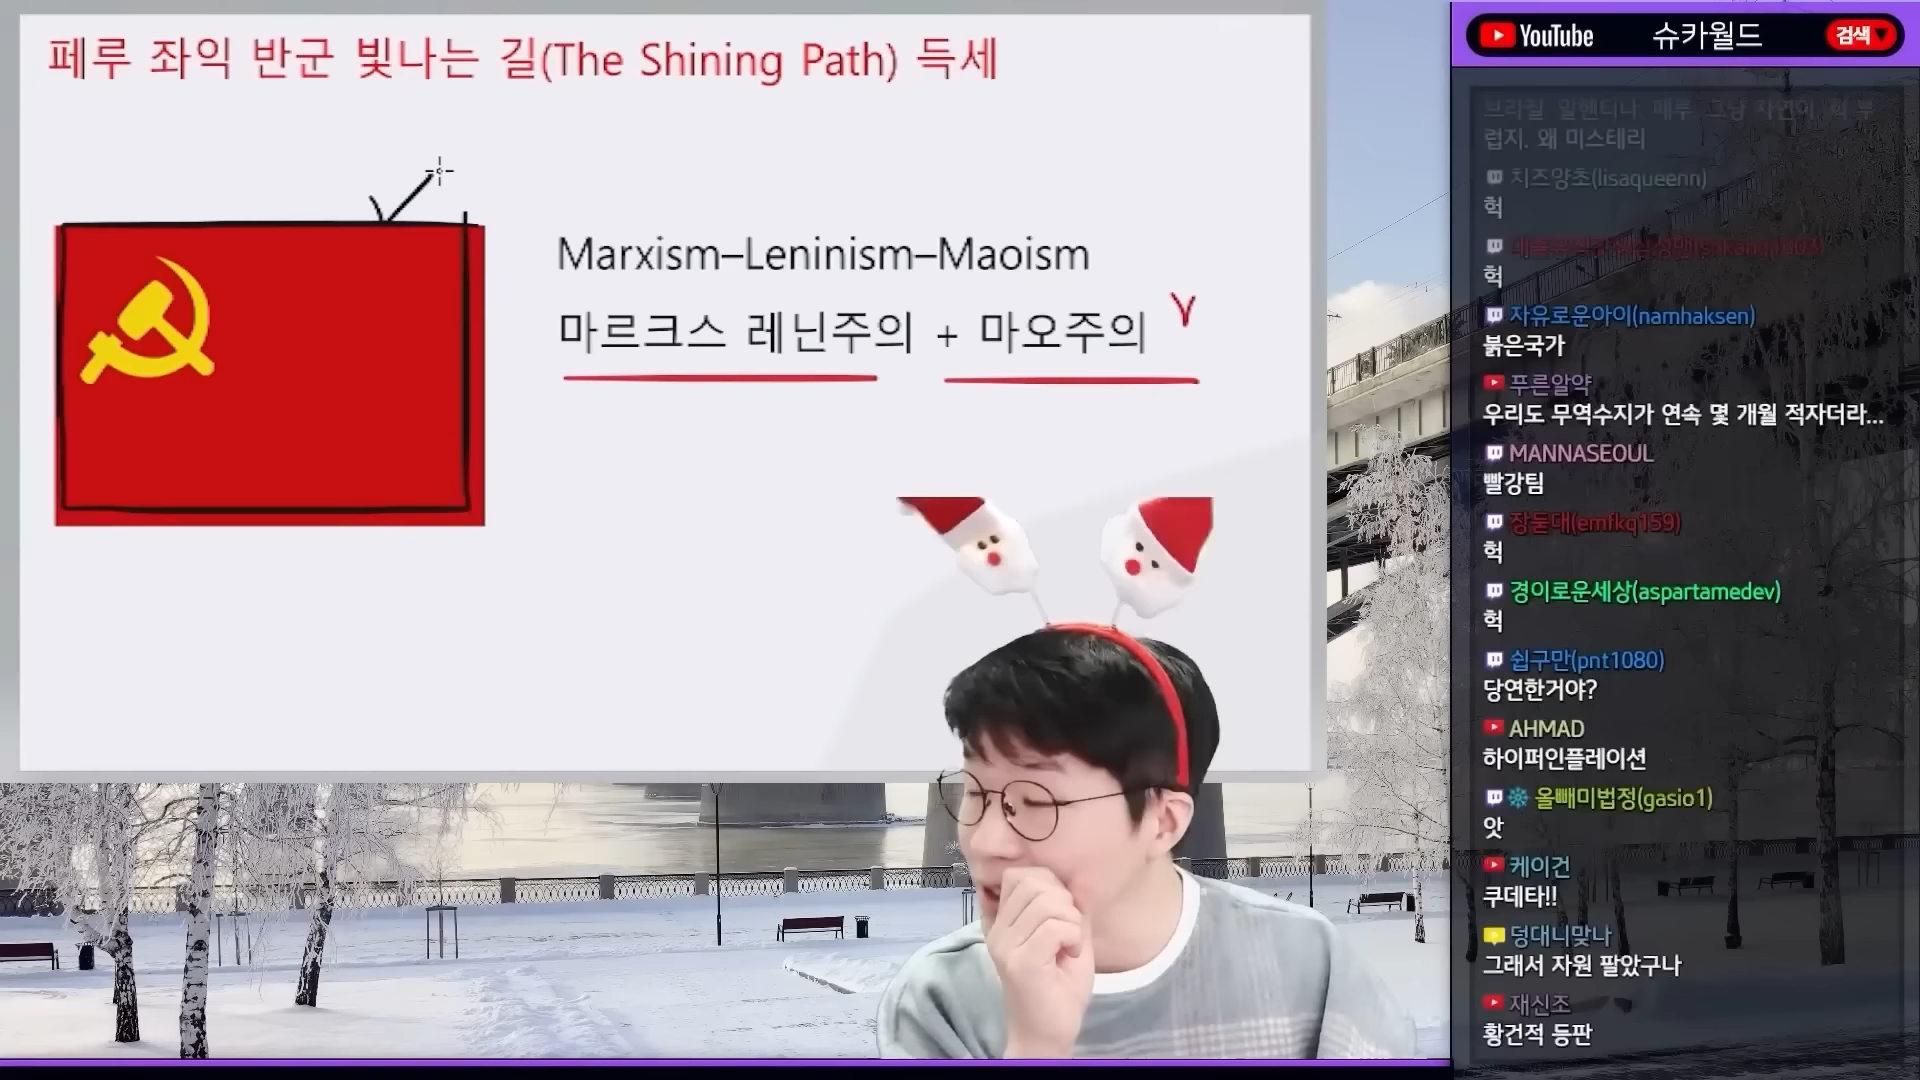 페루 좌익 반군 빛나는 길(The Shining Path) 득세
Marxism–Leninism–Maoism
마르크스 레닌주의 + 마오주의
YouTube 슈카월드 검색
럽지. 왜 미스테리
치즈양초(lisaqueenn)
헉
헉
자유로운아이(namhaksen)
붉은국가
푸른알약
우리도 무역수지가 연속 몇 개월 적자더라...
MANNASEOUL
빨강팀
장둔대(emfkq159)
헉
경이로운세상(aspartamedev)
헉
쉽구만(pnt1080)
당연한거야?
AHMAD
하이퍼인플레이션
올빼미법정(gasio1)
앗
케이건
쿠데타!!
덩대니맞나
그래서 자원 팔았구나
재신조
황건적 등판